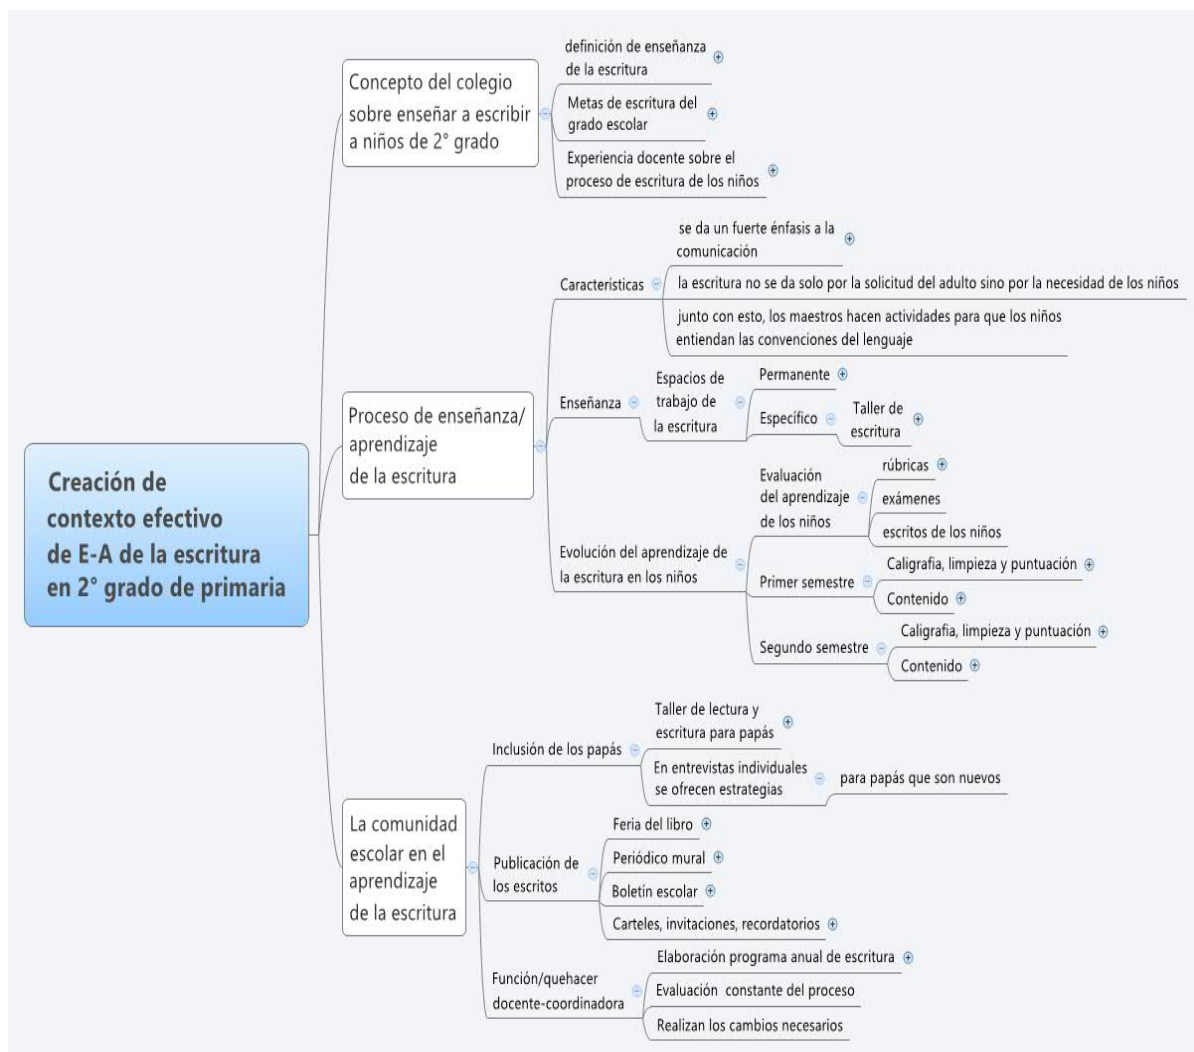 Creación de
contexto efectivo
de E-A de la escritura
en 2° grado de primaria
Concepto del colegio
sobre enseñar a escribir
a niños de 2° grado
definición de enseñanza
de la escritura
Metas de escritura del
grado escolar
Experiencia docente sobre el
proceso de escritura de los niños
Proceso de enseñanza/
aprendizaje
de la escritura
Características
se da un fuerte énfasis a la
comunicación
la escritura no se da solo por la solicitud del adulto sino por la necesidad de los niños
junto con esto, los maestros hacen actividades para que los niños
entiendan las convenciones del lenguaje
Enseñanza
Espacios de
trabajo de
la escritura
Permanente
Específico
Taller de
escritura
Evolución del aprendizaje de
la escritura en los niños
Evaluación
del aprendizaje
de los niños
rúbricas
exámenes
escritos de los niños
Primer semestre
Caligrafia, limpieza y puntuación
Contenido
Segundo semestre
Caligrafia, limpieza y puntuación
Contenido
La comunidad
escolar en el
aprendizaje
de la escritura
Inclusión de los papás
Taller de lectura y
escritura para papás
En entrevistas individuales
se ofrecen estrategias
para papás que son nuevos
Publicación de
los escritos
Feria del libro
Periódico mural
Boletín escolar
Carteles, invitaciones, recordatorios
Función/quehacer
docente-coordinadora
Elaboración programa anual de escritura
Evaluación constante del proceso
Realizan los cambios necesarios